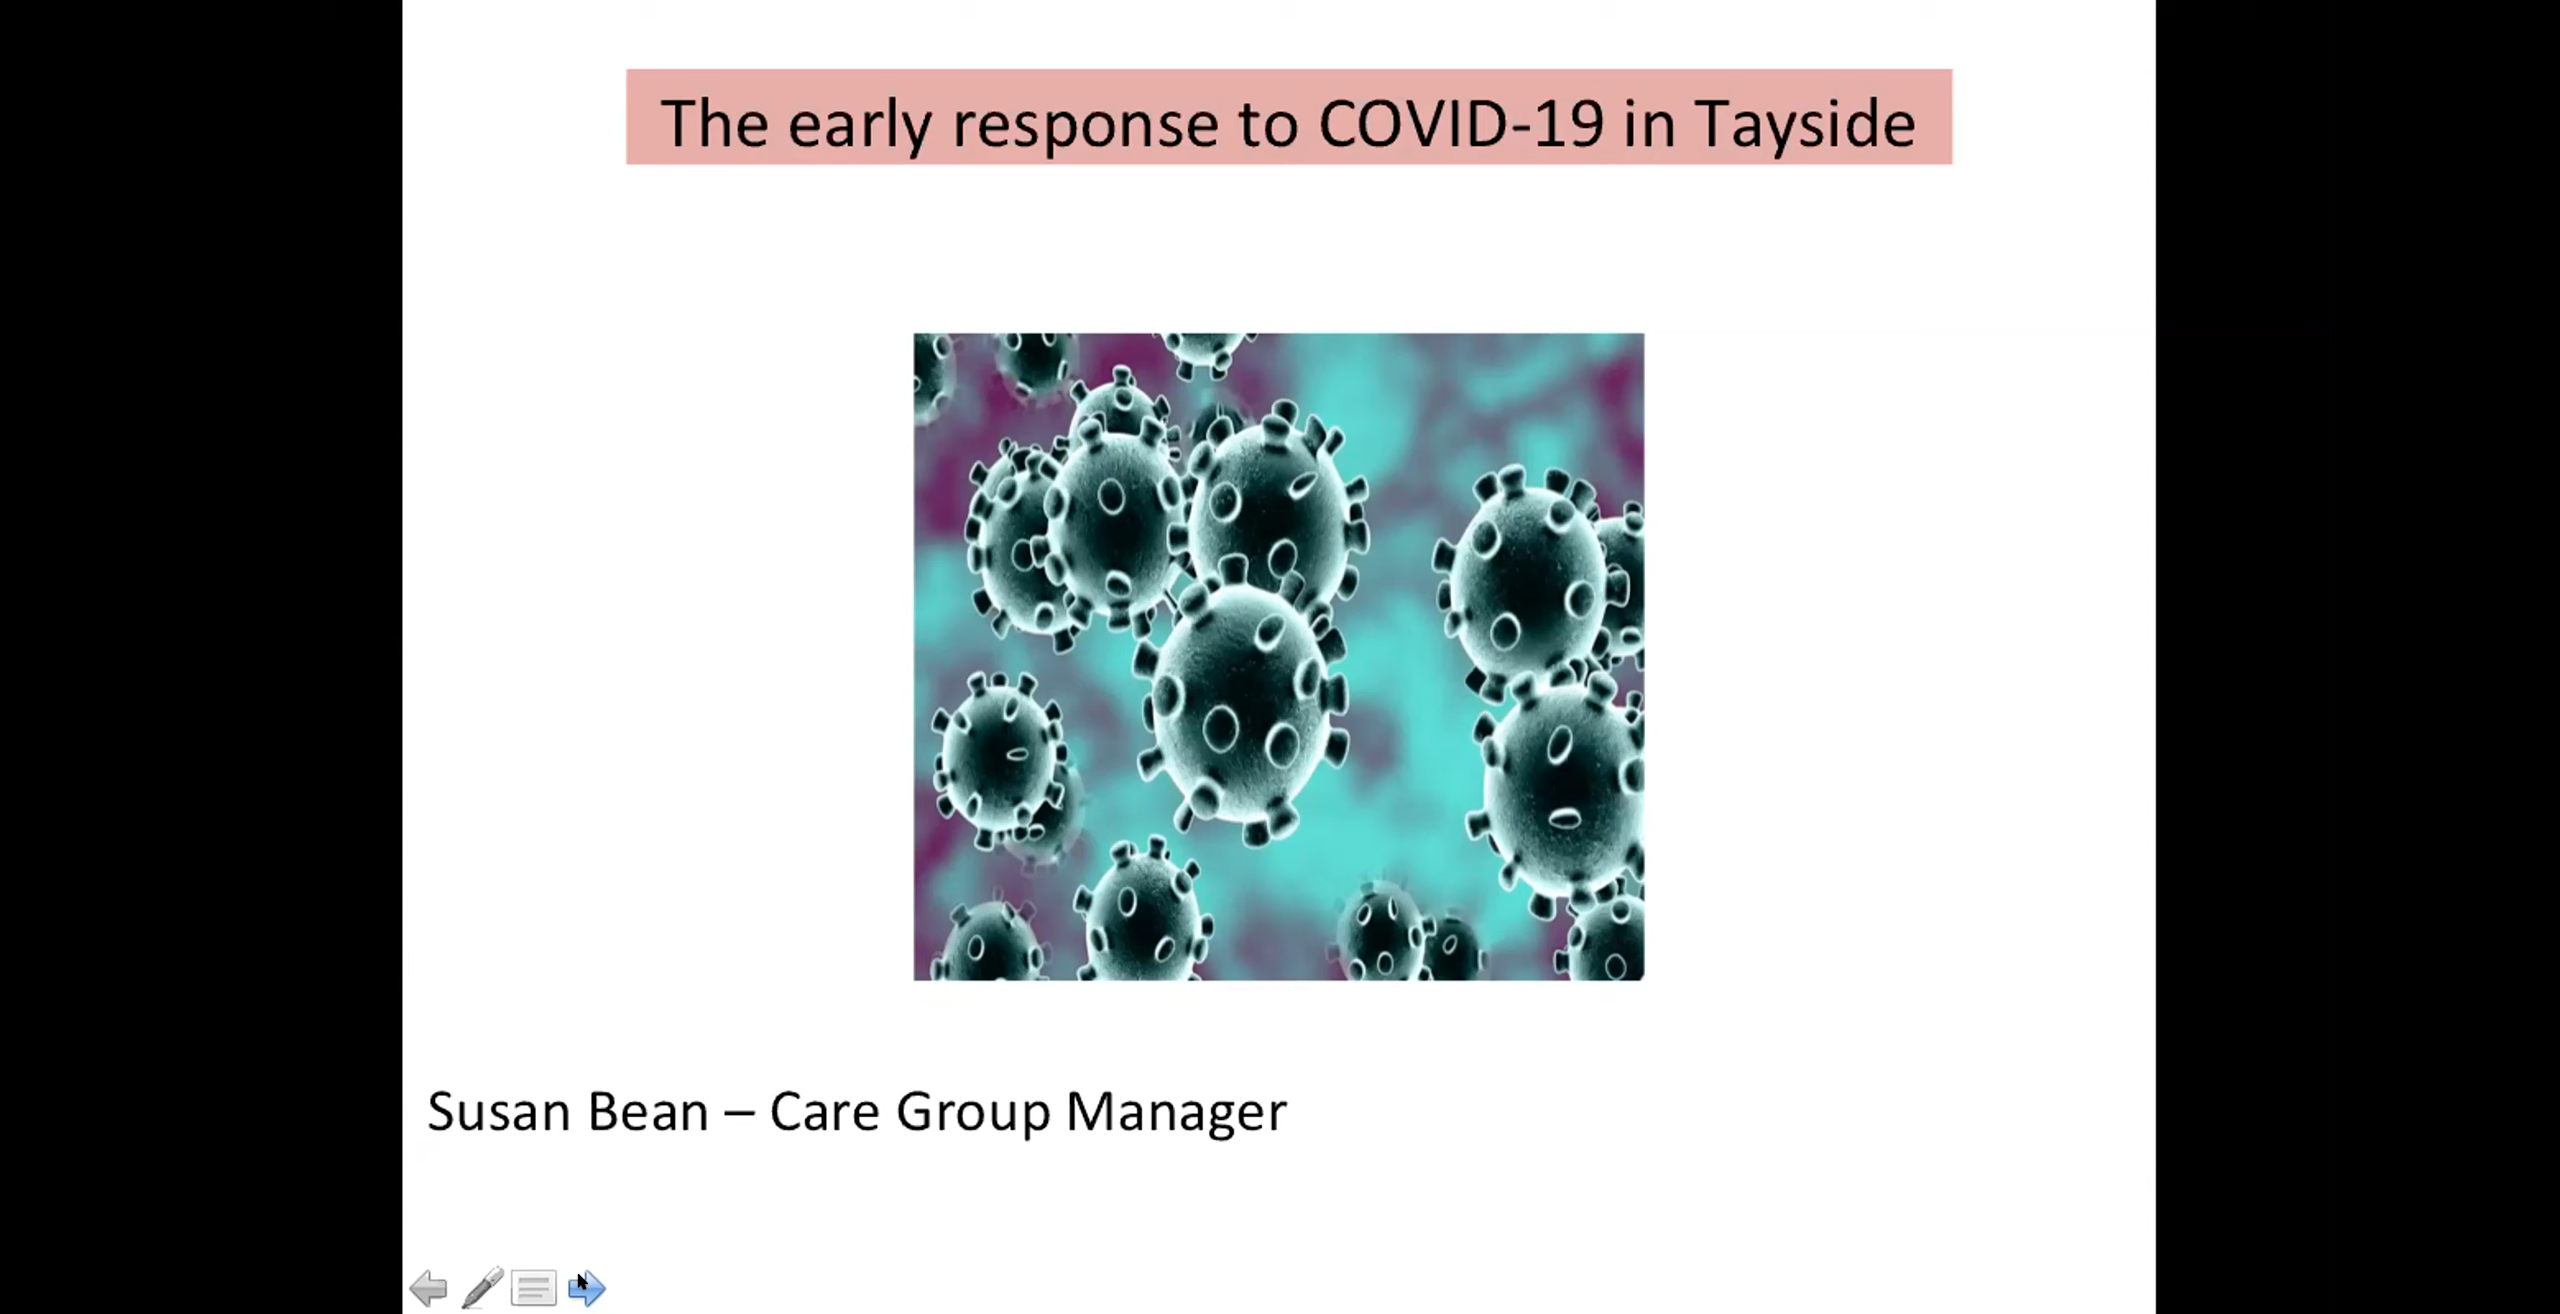 The early response to COVID-19 in Tayside
Susan Bean – Care Group Manager